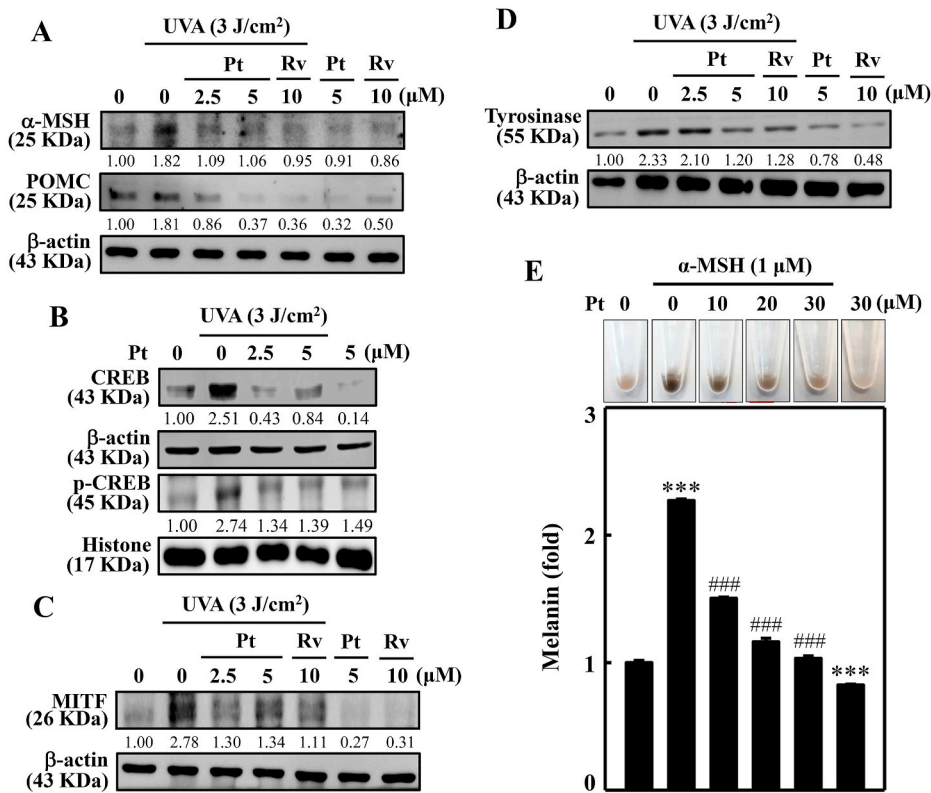 A
UVA (3 J/cm²)
Pt Rv Pt Rv
0 0 2.5 5 10 5 10 (μM)
α-MSH
(25 KDa)
1.00 1.82 1.09 1.06 0.95 0.91 0.86
POMC
(25 KDa)
1.00 1.81 0.86 0.37 0.36 0.32 0.50
β-actin
(43 KDa)
B
UVA (3 J/cm²)
Pt 0 0 2.5 5 5 (μM)
CREB
(43 KDa)
1.00 2.51 0.43 0.84 0.14
β-actin
(43 KDa)
p-CREB
(45 KDa)
1.00 2.74 1.34 1.39 1.49
Histone
(17 KDa)
C
UVA (3 J/cm²)
Pt Rv Pt Rv
0 0 2.5 5 10 5 10 (μM)
MITF
(26 KDa)
1.00 2.78 1.30 1.34 1.11 0.27 0.31
β-actin
(43 KDa)
D
UVA (3 J/cm²)
Pt Rv Pt Rv
0 0 2.5 5 10 5 10 (μM)
Tyrosinase
(55 KDa)
1.00 2.33 2.10 1.20 1.28 0.78 0.48
β-actin
(43 KDa)
E
α-MSH (1 μM)
Pt 0 0 10 20 30 30 (μM)
3
2
1
0
Melanin (fold)
***
###
###
###
***